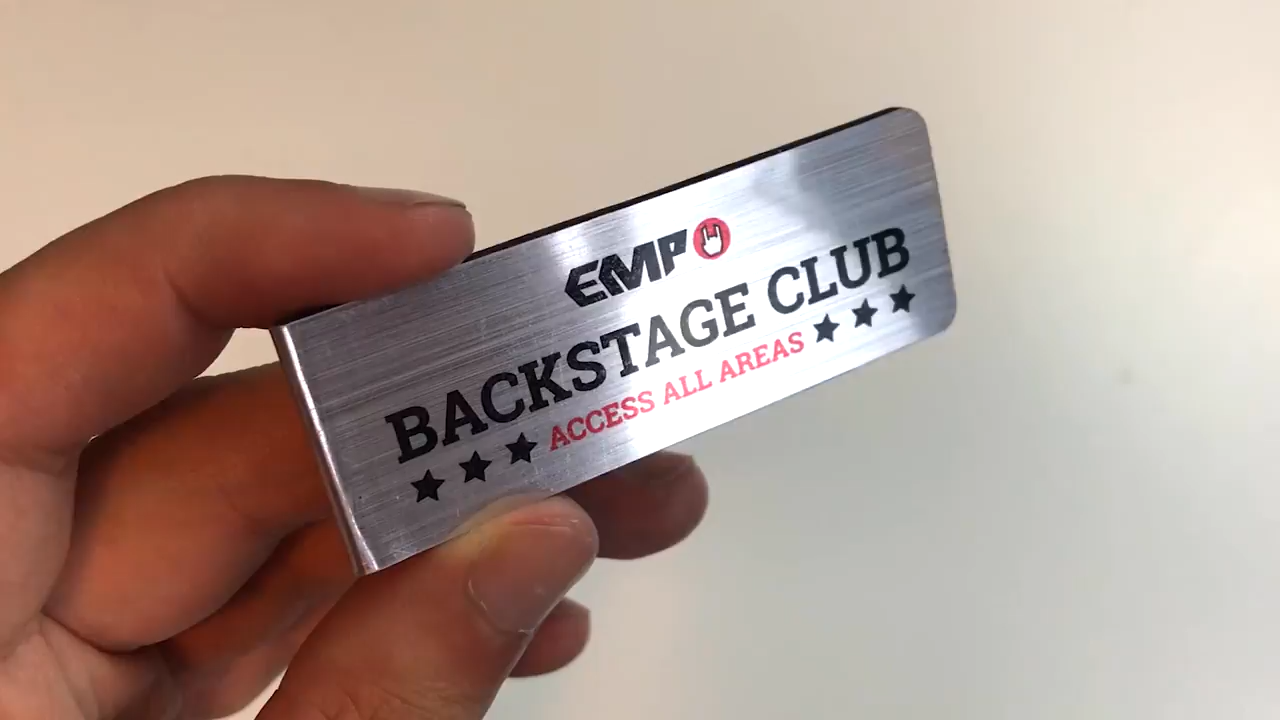 EMP
BACKSTAGE CLUB
★ ★ ★ ACCESS ALL AREAS ★ ★ ★